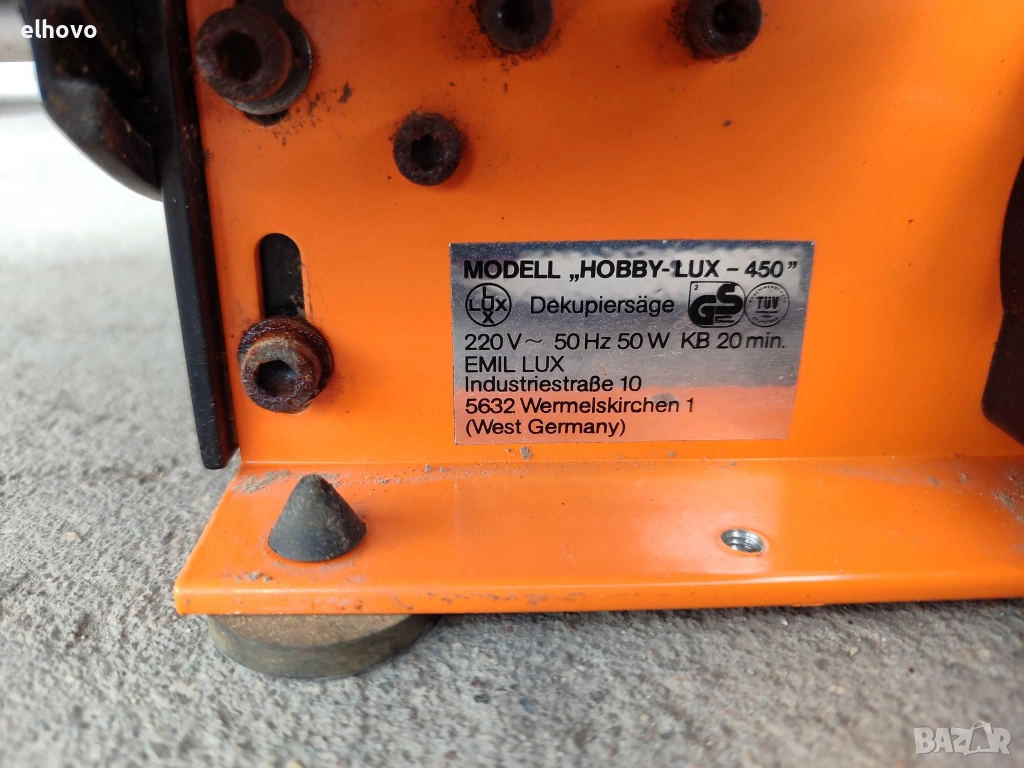 elhovo
MODELL „HOBBY-LUX - 450"
LUX Dekupiersäge 2 GS TÜV
220 V~ 50 Hz 50 W KB 20 min.
EMIL LUX
Industriestraße 10
5632 Wermelskirchen 1
(West Germany)
BAZAR